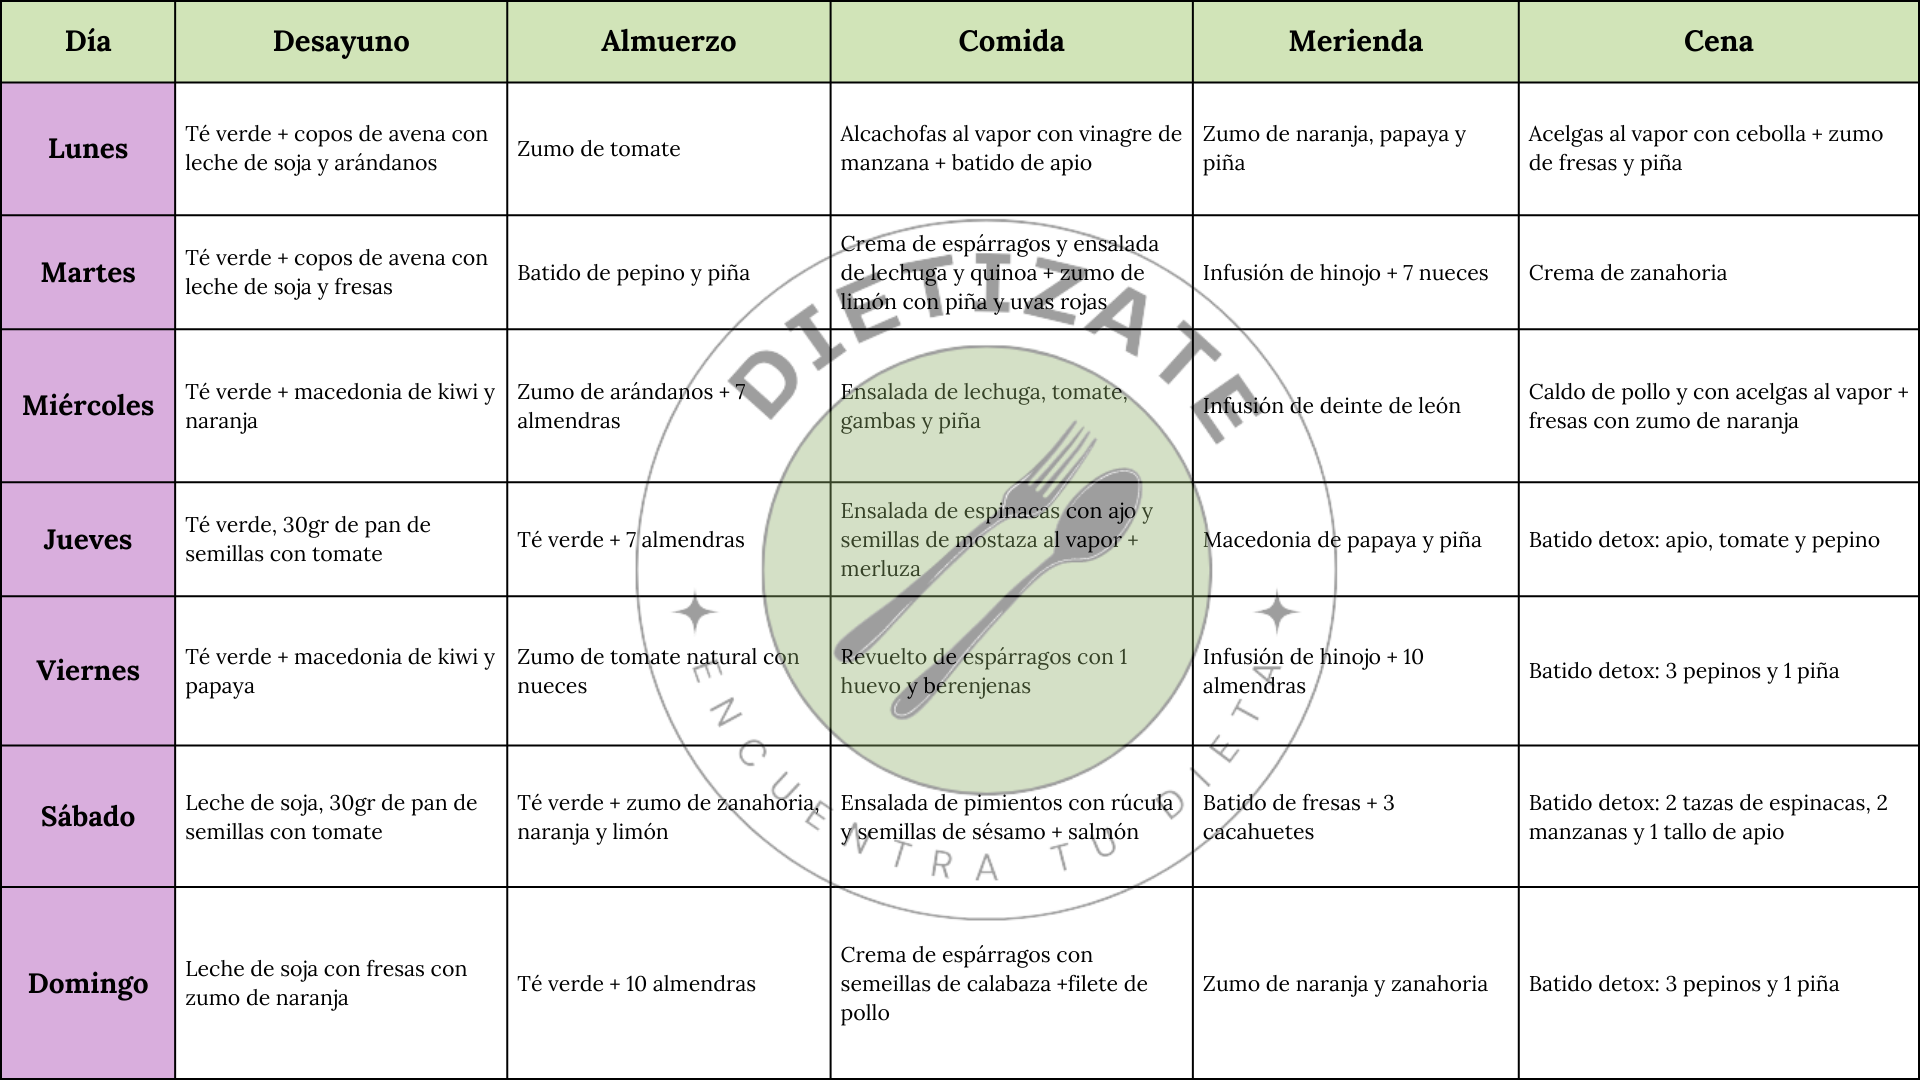 Día
Desayuno
Almuerzo
Comida
Merienda
Cena
Lunes
Té verde + copos de avena con
leche de soja y arándanos
Zumo de tomate
Alcachofas al vapor con vinagre de
manzana + batido de apio
Zumo de naranja, papaya y
piña
Acelgas al vapor con cebolla + zumo
de fresas y piña
Martes
Té verde + copos de avena con
leche de soja y fresas
Batido de pepino y piña
Crema de espárragos y ensalada
de lechuga y quinoa + zumo de
limón con piña y uvas rojas
Infusión de hinojo + 7 nueces
Crema de zanahoria
Miércoles
Té verde + macedonia de kiwi y
naranja
Zumo de arándanos + 7
almendras
Ensalada de lechuga, tomate,
gambas y piña
Infusión de deinte de león
Caldo de pollo y con acelgas al vapor +
fresas con zumo de naranja
Jueves
Té verde, 30gr de pan de
semillas con tomate
Té verde + 7 almendras
Ensalada de espinacas con ajo y
semillas de mostaza al vapor +
merluza
Macedonia de papaya y piña
Batido detox: apio, tomate y pepino
Viernes
Té verde + macedonia de kiwi y
papaya
Zumo de tomate natural con
nueces
Revuelto de espárragos con 1
huevo y berenjenas
Infusión de hinojo + 10
almendras
Batido detox: 3 pepinos y 1 piña
Sábado
Leche de soja, 30gr de pan de
semillas con tomate
Té verde + zumo de zanahoria,
naranja y limón
Ensalada de pimientos con rúcula
y semillas de sésamo + salmón
Batido de fresas + 3
cacahuetes
Batido detox: 2 tazas de espinacas, 2
manzanas y 1 tallo de apio
Domingo
Leche de soja con fresas con
zumo de naranja
Té verde + 10 almendras
Crema de espárragos con
semeillas de calabaza +filete de
pollo
Zumo de naranja y zanahoria
Batido detox: 3 pepinos y 1 piña
DIETIZATE
ENCUENTRA TU DIETA